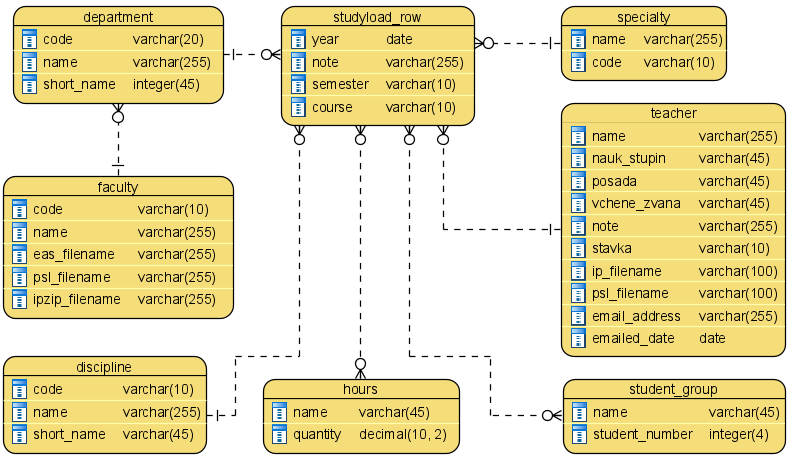 department
code varchar(20)
name varchar(255)
short_name integer(45)
studyload_row
year date
note varchar(255)
semester varchar(10)
course varchar(10)
specialty
name varchar(255)
code varchar(10)
teacher
name varchar(255)
nauk_stupin varchar(45)
posada varchar(45)
vchene_zvana varchar(45)
note varchar(255)
stavka varchar(10)
ip_filename varchar(100)
psl_filename varchar(100)
email_address varchar(255)
emailed_date date
faculty
code varchar(10)
name varchar(255)
eas_filename varchar(255)
psl_filename varchar(255)
ipzip_filename varchar(255)
discipline
code varchar(10)
name varchar(255)
short_name varchar(45)
hours
name varchar(45)
quantity decimal(10, 2)
student_group
name varchar(45)
student_number integer(4)